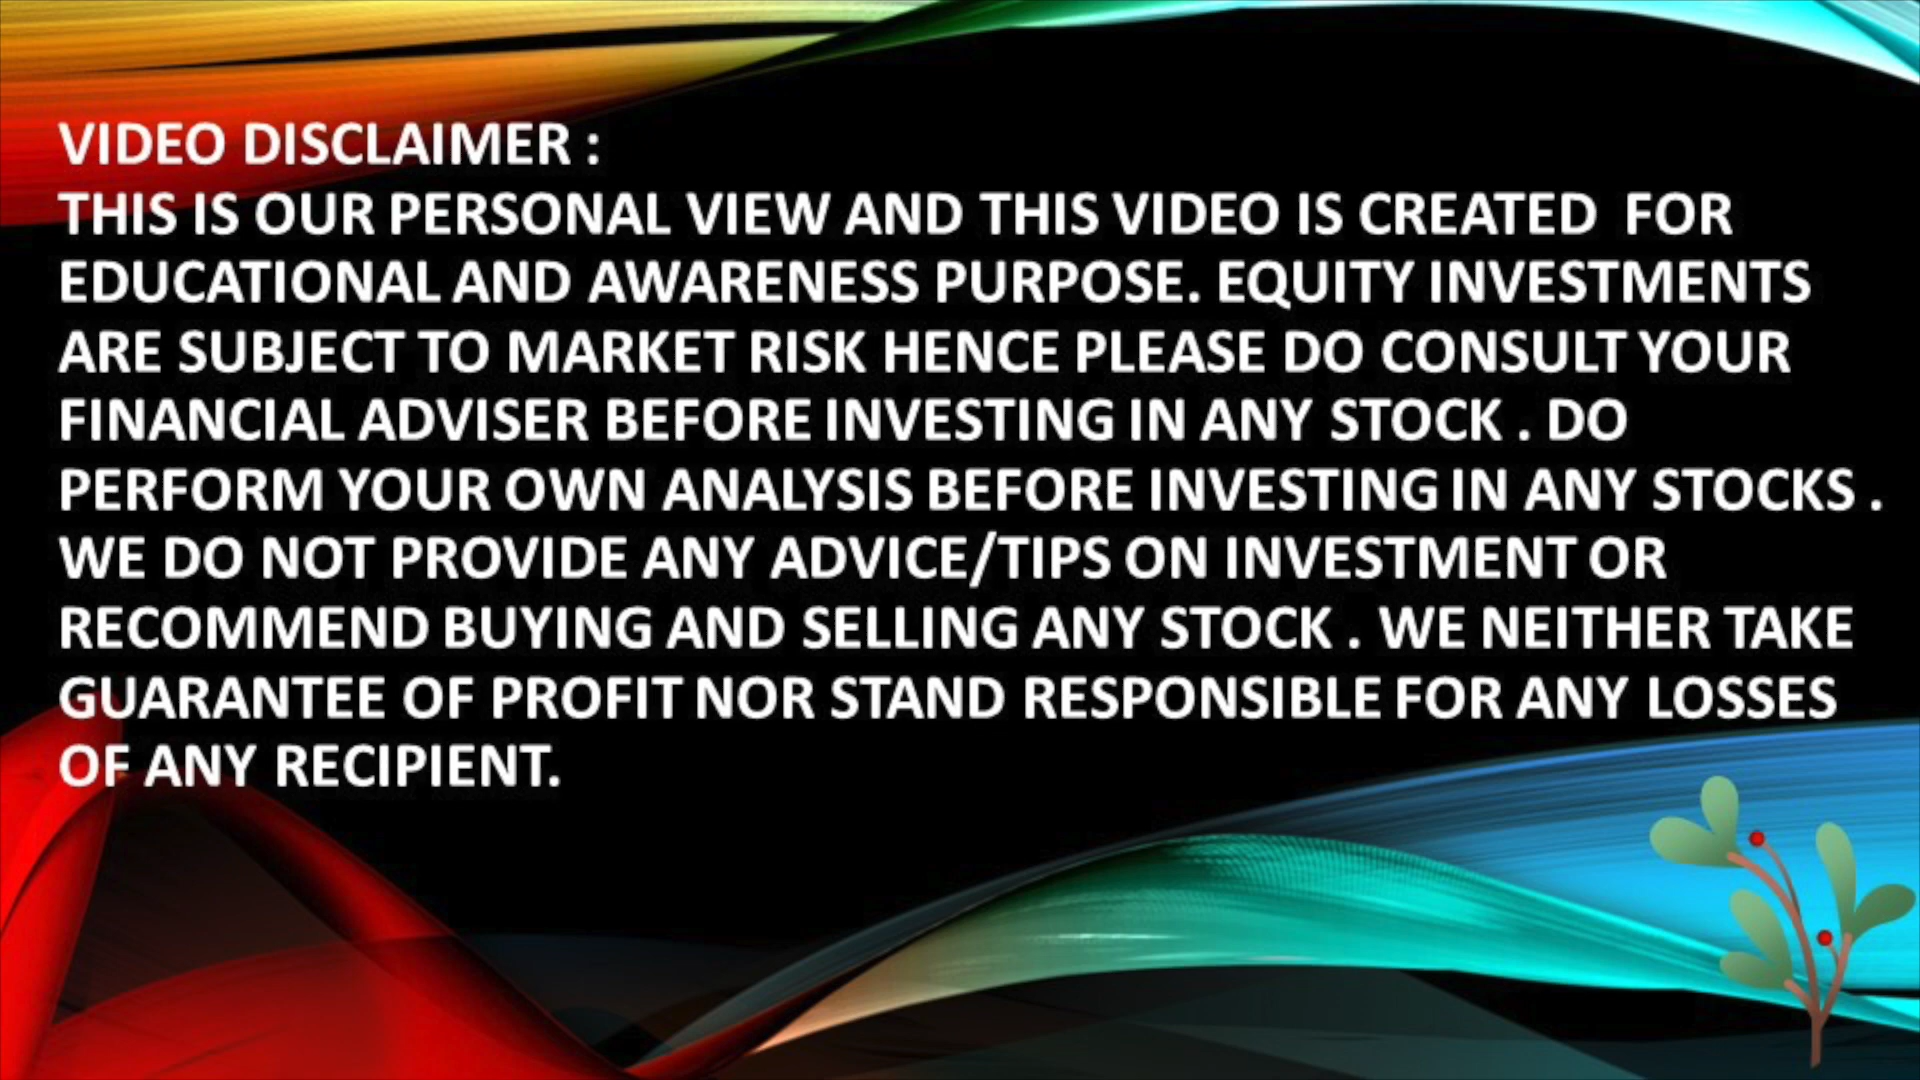 VIDEO DISCLAIMER :
THIS IS OUR PERSONAL VIEW AND THIS VIDEO IS CREATED  FOR
EDUCATIONAL AND AWARENESS PURPOSE. EQUITY INVESTMENTS
ARE SUBJECT TO MARKET RISK HENCE PLEASE DO CONSULT YOUR
FINANCIAL ADVISER BEFORE INVESTING IN ANY STOCK . DO
PERFORM YOUR OWN ANALYSIS BEFORE INVESTING IN ANY STOCKS .
WE DO NOT PROVIDE ANY ADVICE/TIPS ON INVESTMENT OR
RECOMMEND BUYING AND SELLING ANY STOCK . WE NEITHER TAKE
GUARANTEE OF PROFIT NOR STAND RESPONSIBLE FOR ANY LOSSES
OF ANY RECIPIENT.